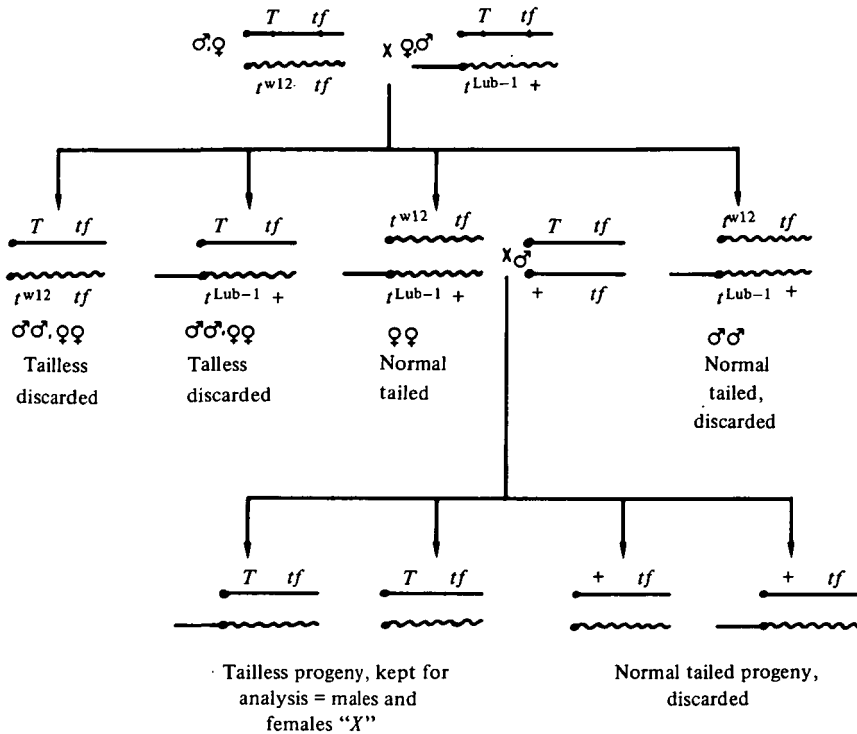 T tf T tf
♂,♀ X ♀,♂
t^w12 tf t^Lub-1 +
T tf T tf t^w12 tf T tf t^w12 tf
X ♂
t^w12 tf t^Lub-1 + t^Lub-1 + + tf t^Lub-1 +
♂♂, ♀♀ ♂♂, ♀♀ ♀♀ ♂♂
Tailless Talless Normal Normal
discarded discarded tailed tailed,
discarded
T tf T tf + tf + tf
Tailless progeny, kept for
analysis = males and
females “X”
Normal tailed progeny,
discarded